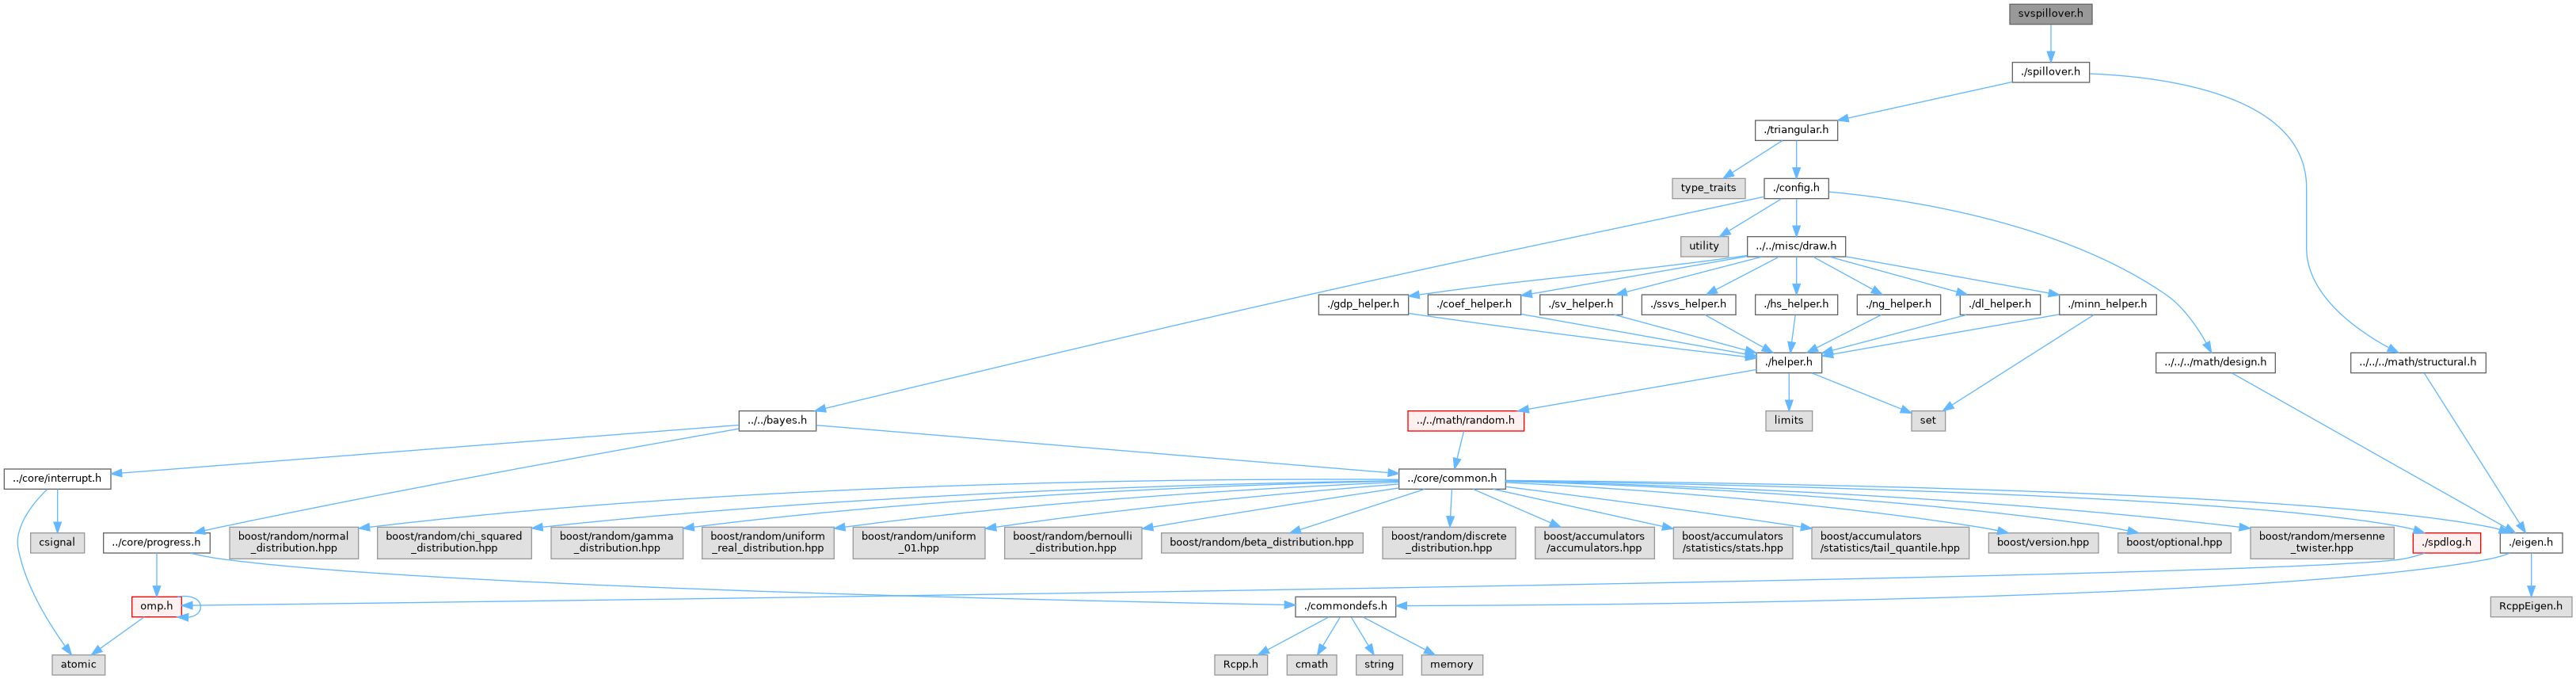 svspillover.h
./spillover.h
./triangular.h
type_traits
./config.h
utility
../../misc/draw.h
./gdp_helper.h
./coef_helper.h
./sv_helper.h
./ssvs_helper.h
./hs_helper.h
./ng_helper.h
./dl_helper.h
./minn_helper.h
./helper.h
../../../math/design.h
../../../math/structural.h
../../bayes.h
../../math/random.h
limits
set
../core/interrupt.h
../core/common.h
csignal
../core/progress.h
boost/random/normal
_distribution.hpp
boost/random/chi_squared
_distribution.hpp
boost/random/gamma
_distribution.hpp
boost/random/uniform
_real_distribution.hpp
boost/random/uniform
_01.hpp
boost/random/bernoulli
_distribution.hpp
boost/random/beta_distribution.hpp
boost/random/discrete
_distribution.hpp
boost/accumulators
/accumulators.hpp
boost/accumulators
/statistics/stats.hpp
boost/accumulators
/statistics/tail_quantile.hpp
boost/version.hpp
boost/optional.hpp
boost/random/mersenne
_twister.hpp
./spdlog.h
./eigen.h
omp.h
./commondefs.h
RcppEigen.h
atomic
Rcpp.h
cmath
string
memory